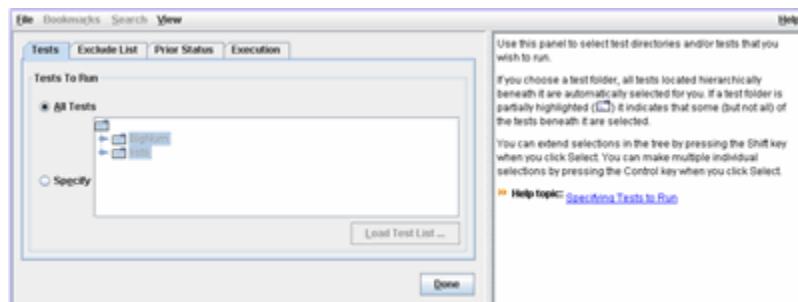 File Bookmarks Search View Help
Tests Exclude List Prior Status Execution
Tests To Run
All Tests
BigNum
lists
Specify
Load Test List ...
Done
Use this panel to select test directories and/or tests that you
wish to run.
If you choose a test folder, all tests located hierarchically
beneath it are automatically selected for you. If a test folder is
partially highlighted ( ) it indicates that some (but not all) of
the tests beneath it are selected.
You can extend selections in the tree by pressing the Shift key
when you click Select. You can make multiple individual
selections by pressing the Control key when you click Select.
Help topic: Specifying Tests to Run